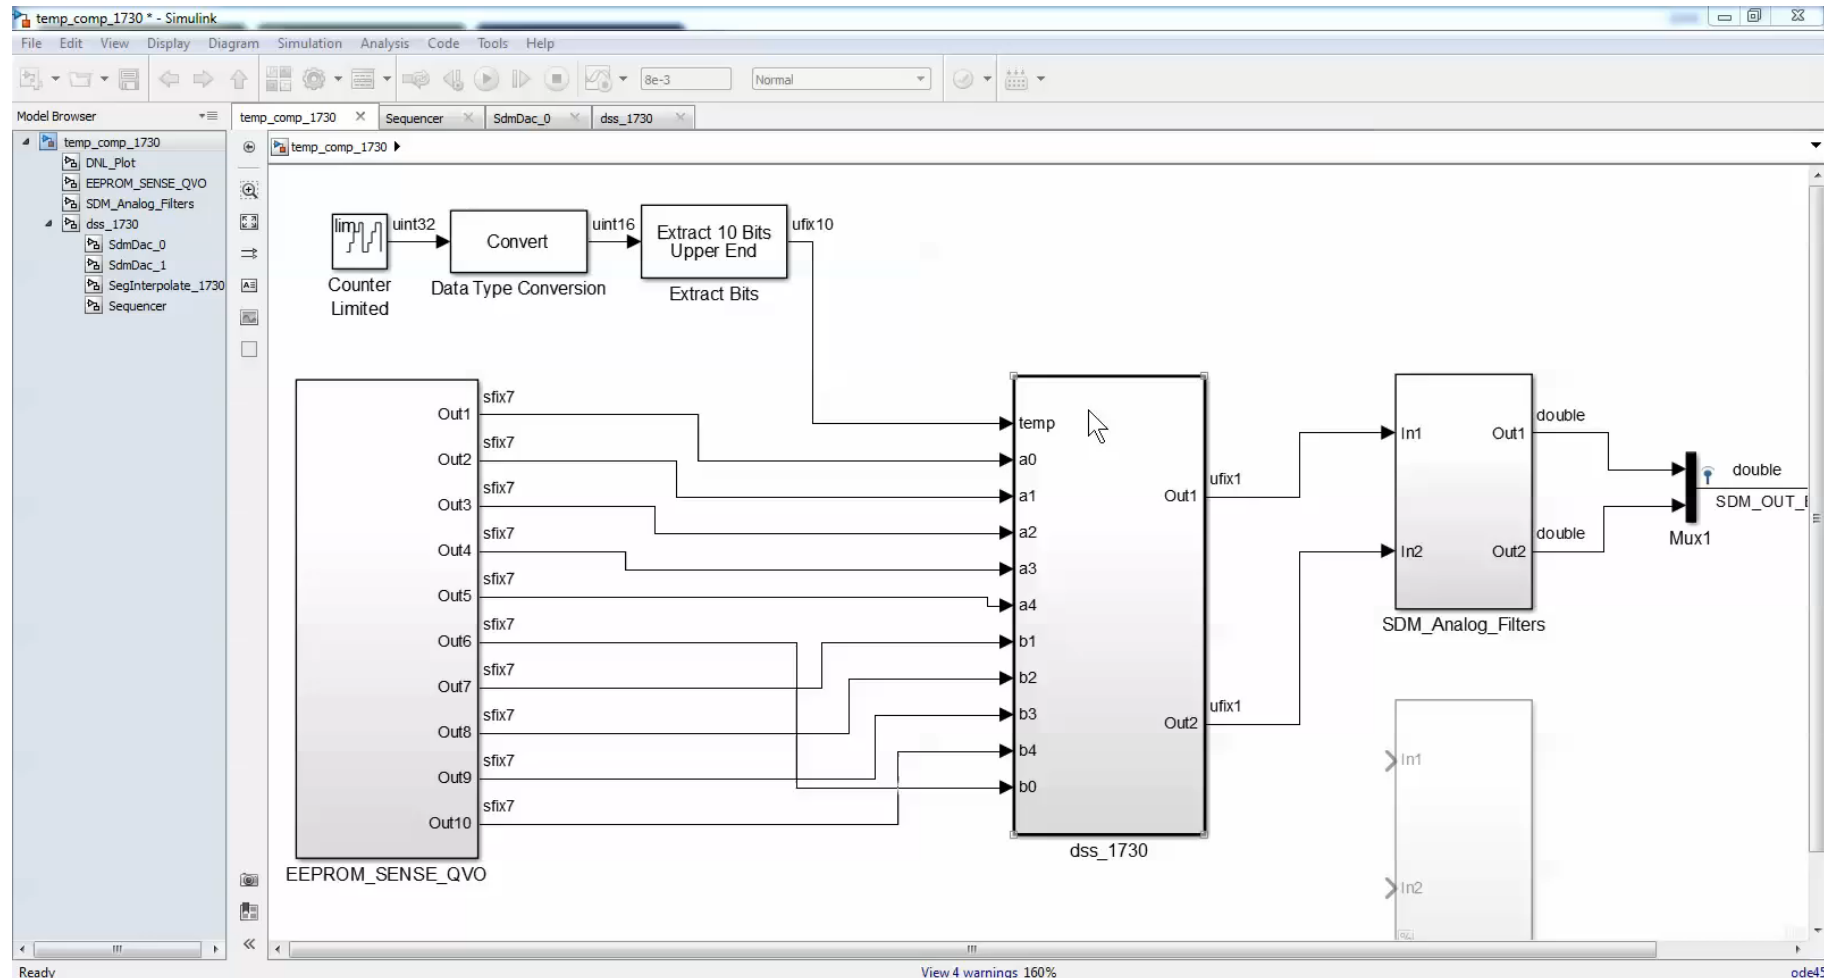 temp_comp_1730 * - Simulink
File Edit View Display Diagram Simulation Analysis Code Tools Help
8e-3 Normal
Model Browser
temp_comp_1730 Sequencer SdmDac_0 dss_1730
temp_comp_1730
temp_comp_1730
DNL_Plot
EEPROM_SENSE_QVO
SDM_Analog_Filters
dss_1730
SdmDac_0
SdmDac_1
SegInterpolate_1730
Sequencer
lim
uint32
Convert
uint16
Extract 10 Bits
Upper End
ufix10
Counter
Limited
Data Type Conversion
Extract Bits
Out1 sfix7
Out2 sfix7
Out3 sfix7
Out4 sfix7
Out5 sfix7
Out6 sfix7
Out7 sfix7
Out8 sfix7
Out9 sfix7
Out10 sfix7
EEPROM_SENSE_QVO
temp
a0
a1
a2
a3
a4
b1
b2
b3
b4
b0
Out1 ufix1
Out2 ufix1
dss_1730
In1 Out1 double
In2 Out2 double
SDM_Analog_Filters
double
SDM_OUT_
Mux1
In1
In2
Ready View 4 warnings 160% ode45